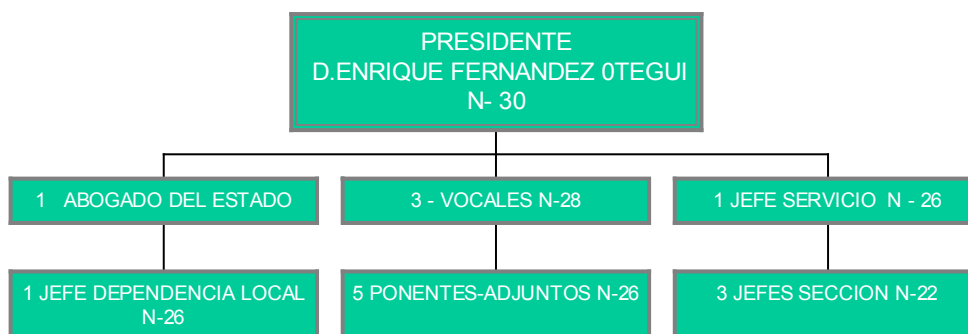 PRESIDENTE
D.ENRIQUE FERNANDEZ 0TEGUI
N- 30
1 ABOGADO DEL ESTADO
3 - VOCALES N-28
1 JEFE SERVICIO N - 26
1 JEFE DEPENDENCIA LOCAL
N-26
5 PONENTES-ADJUNTOS N-26
3 JEFES SECCION N-22